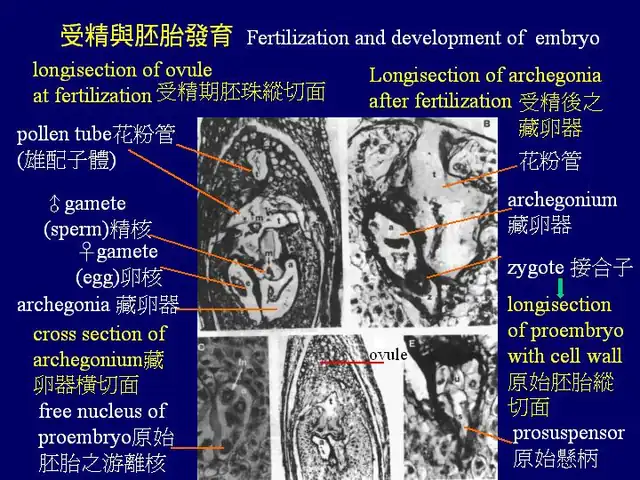 受精與胚胎發育 Fertilization and development of embryo
longisection of ovule
at fertilization 受精期胚珠縱切面
pollen tube花粉管
(雄配子體)
♂gamete
(sperm)精核
♀gamete
(egg)卵核
archegonia 藏卵器
cross section of
archegonium藏
卵器橫切面
free nucleus of
proembryo原始
胚胎之游離核
Longisection of archegonia
after fertilization 受精後之
藏卵器
花粉管
archegonium
藏卵器
zygote 接合子
longisection
of proembryo
with cell wall
原始胚胎縱
切面
prosuspensor
原始懸柄
B
t
C
ovule
E